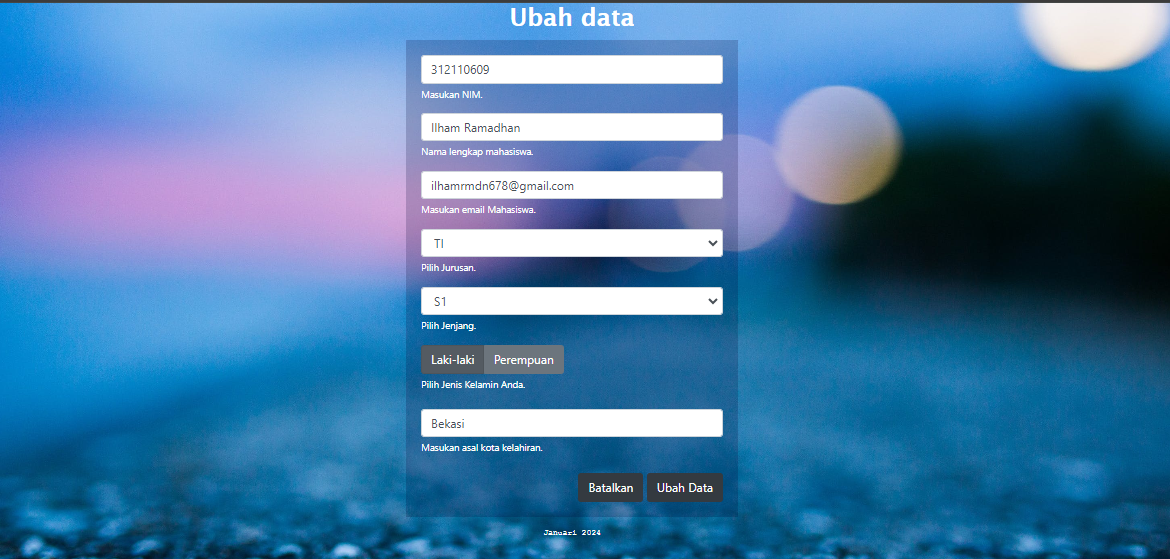 Ubah data
312110609
Masukan NIM.
Ilham Ramadhan
Nama lengkap mahasiswa.
ilhamrmdn678@gmail.com
Masukan email Mahasiswa.
TI
Pilih Jurusan.
S1
Pilih Jenjang.
Laki-laki Perempuan
Pilih Jenis Kelamin Anda.
Bekasi
Masukan asal kota kelahiran.
Batalkan Ubah Data
Januari 2024